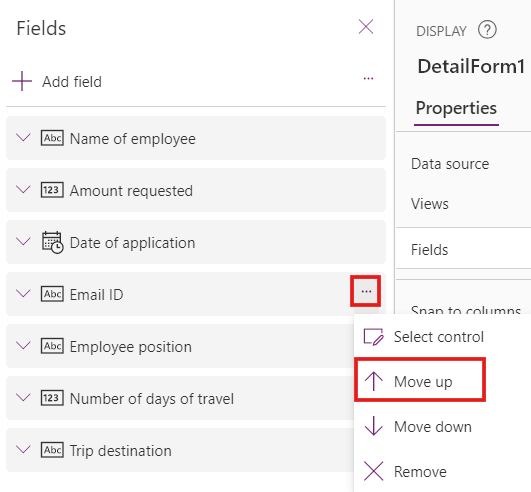 Fields
Add field
...
Abc Name of employee
123 Amount requested
Date of application
Abc Email ID
...
Abc Employee position
123 Number of days of travel
Abc Trip destination
DISPLAY ?
DetailForm1
Properties
Data source
Views
Fields
Snap to columns
Select control
Move up
Move down
Remove